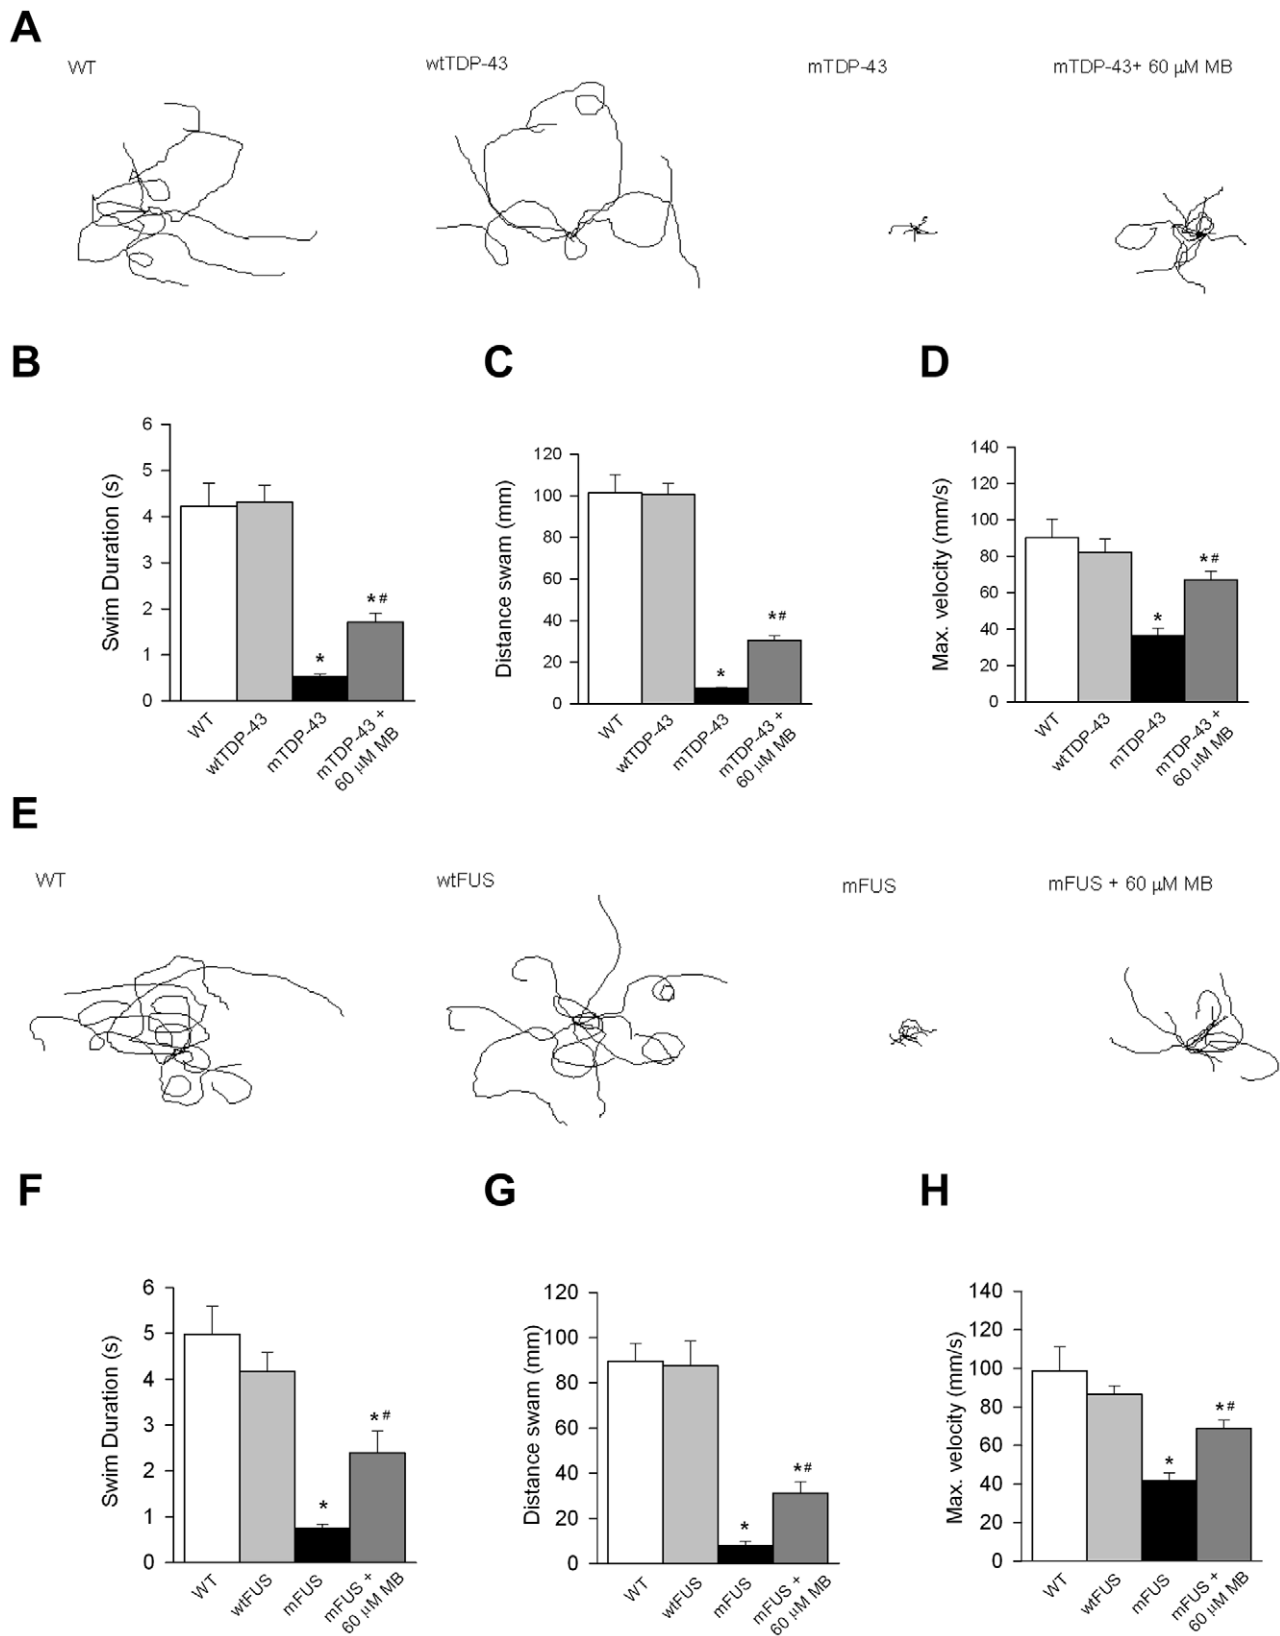 A
WT
wtTDP-43
mTDP-43
mTDP-43+ 60 µM MB
B
C
D
Swim Duration (s)
6
5
4
3
2
1
0
WT
wtTDP-43
mTDP-43
mTDP-43 +
60 µM MB
* 
*#
Distance swam (mm)
120
100
80
60
40
20
0
WT
wtTDP-43
mTDP-43
mTDP-43 +
60 µM MB
*
*#
Max. velocity (mm/s)
140
120
100
80
60
40
20
0
WT
wtTDP-43
mTDP-43
mTDP-43 +
60 µM MB
*
*#
E
WT
wtFUS
mFUS
mFUS + 60 µM MB
F
G
H
Swim Duration (s)
6
5
4
3
2
1
0
WT
wtFUS
mFUS
mFUS +
60 µM MB
*
*#
Distance swam (mm)
120
100
80
60
40
20
0
WT
wtFUS
mFUS
mFUS +
60 µM MB
*
*#
Max. velocity (mm/s)
140
120
100
80
60
40
20
0
WT
wtFUS
mFUS
mFUS +
60 µM MB
*
*#